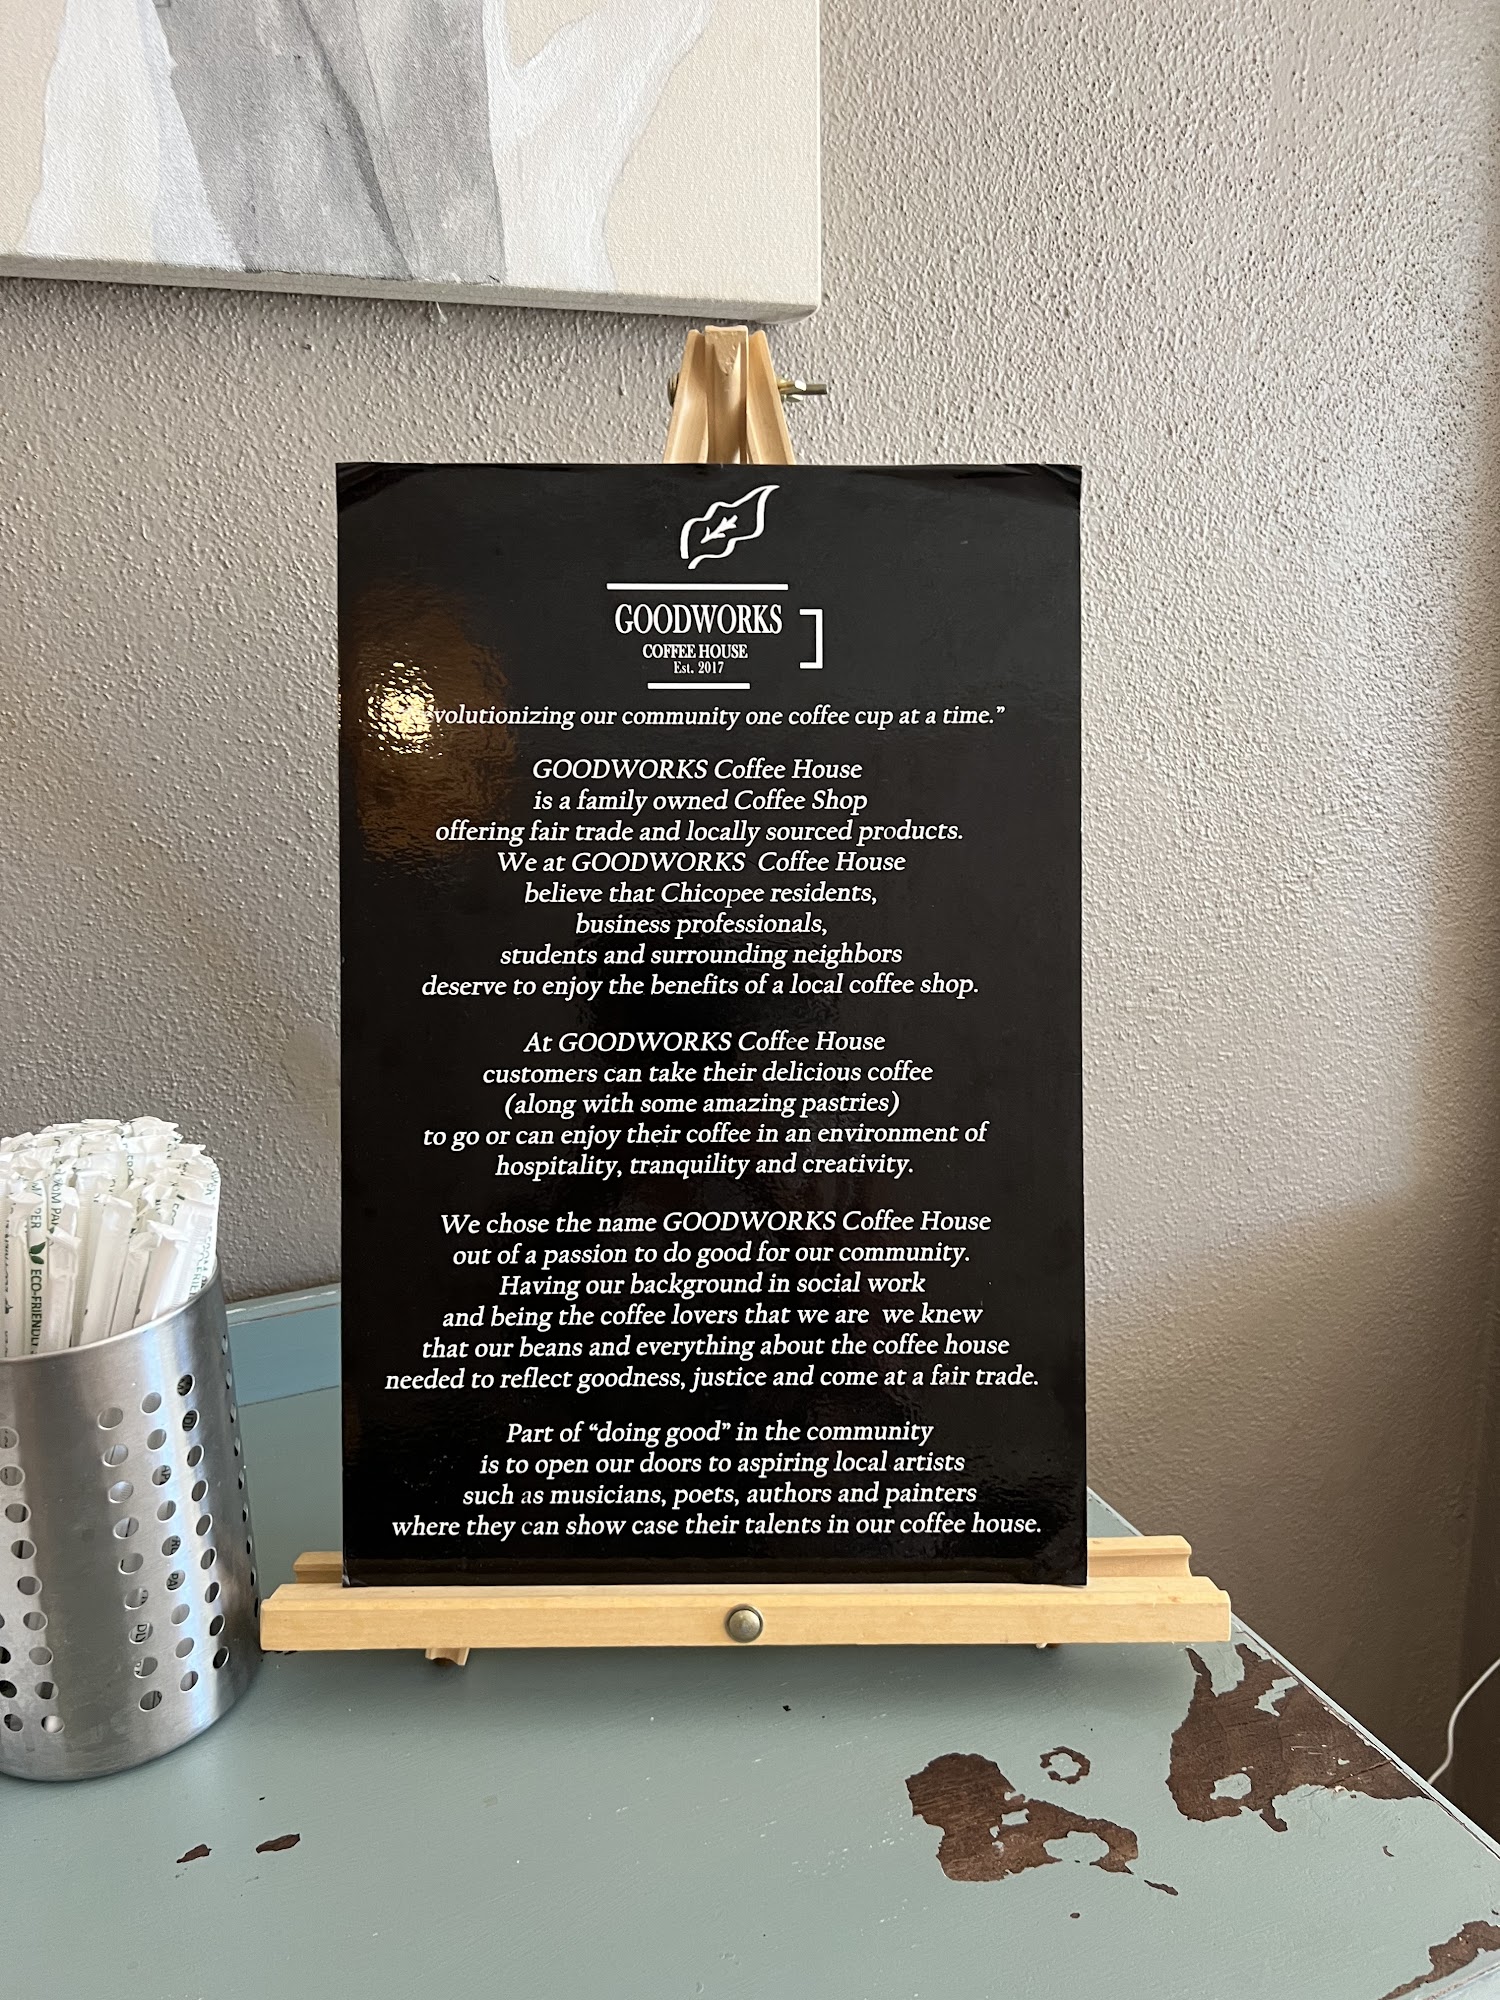 GOODWORKS
COFFEE HOUSE
Est. 2017
our community one coffee cup at a time.”
GOODWORKS Coffee House
is a family owned Coffee Shop
offering fair trade and locally sourced products.
We at GOODWORKS Coffee House
believe that Chicopee residents,
business professionals,
students and surrounding neighbors
deserve to enjoy the benefits of a local coffee shop.
At GOODWORKS Coffee House
customers can take their delicious coffee
(along with some amazing pastries)
to go or can enjoy their coffee in an environment of
hospitality, tranquility and creativity.
We chose the name GOODWORKS Coffee House
out of a passion to do good for our community.
Having our background in social work
and being the coffee lovers that we are we knew
that our beans and everything about the coffee house
needed to reflect goodness, justice and come at a fair trade.
Part of “doing good” in the community
is to open our doors to aspiring local artists
such as musicians, poets, authors and painters
where they can show case their talents in our coffee house.
ECO-FRIENDLY